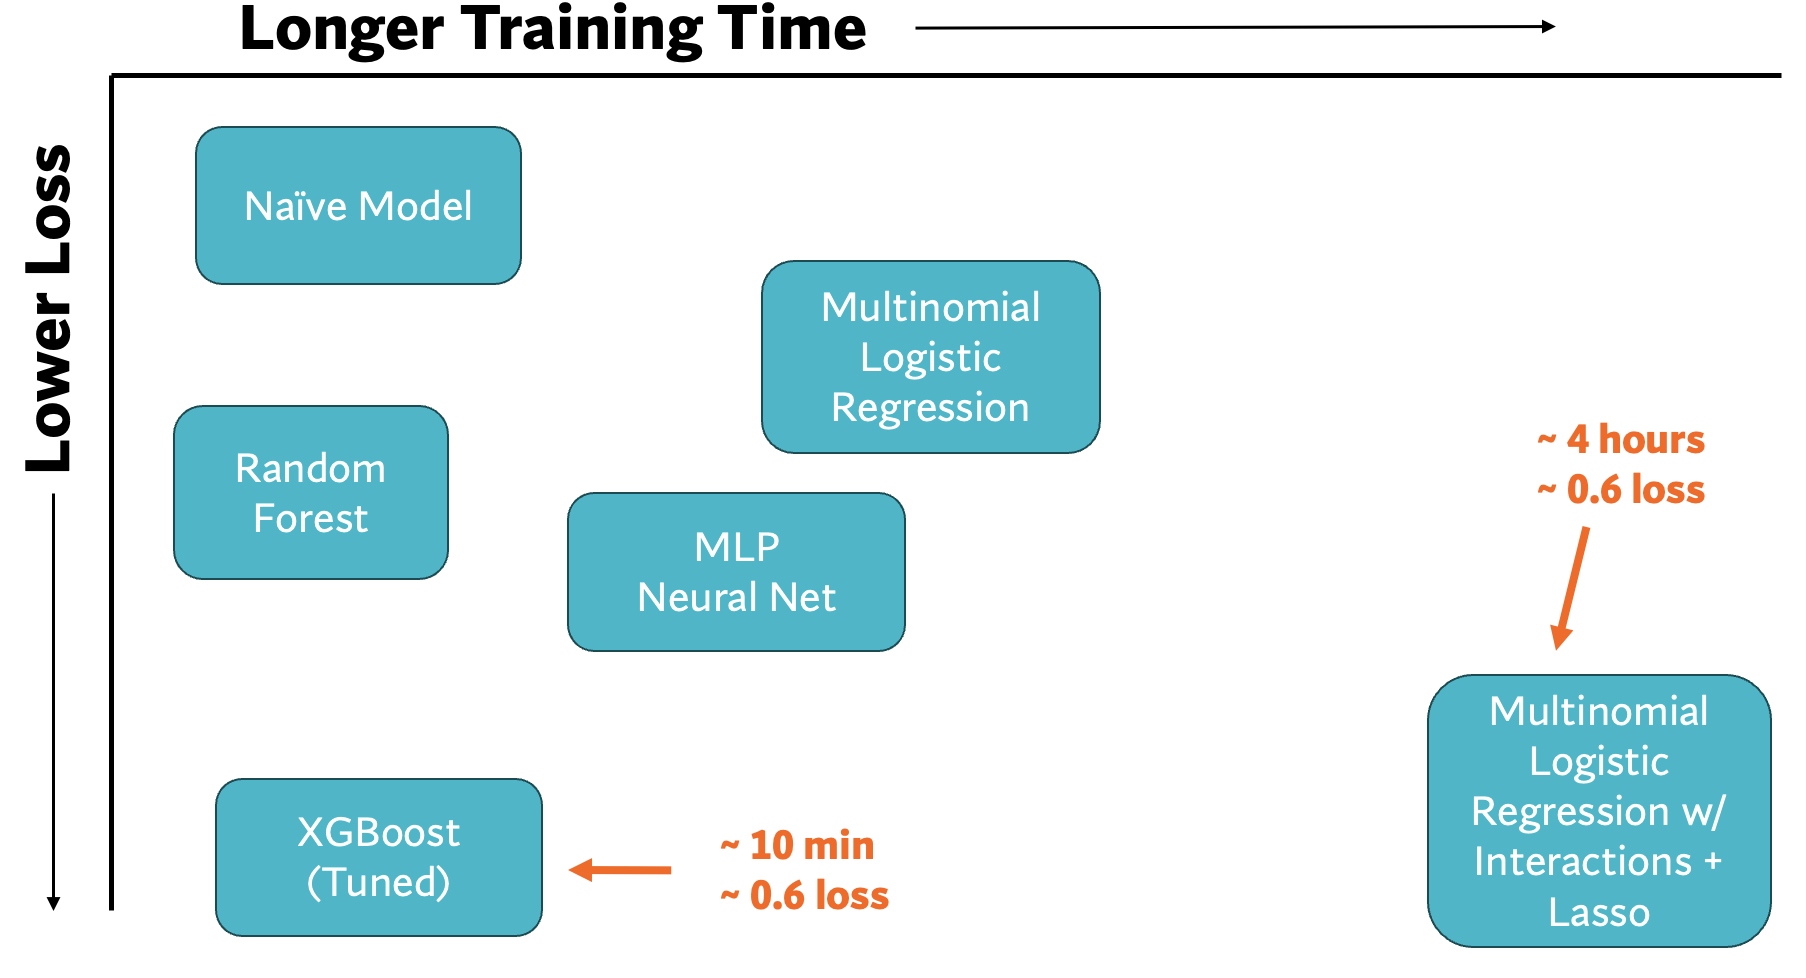 Longer Training Time
Lower Loss
Naïve Model
Multinomial
Logistic
Regression
Random
Forest
MLP
Neural Net
~ 4 hours
~ 0.6 loss
Multinomial
Logistic
Regression w/
Interactions +
Lasso
XGBoost
(Tuned)
~ 10 min
~ 0.6 loss